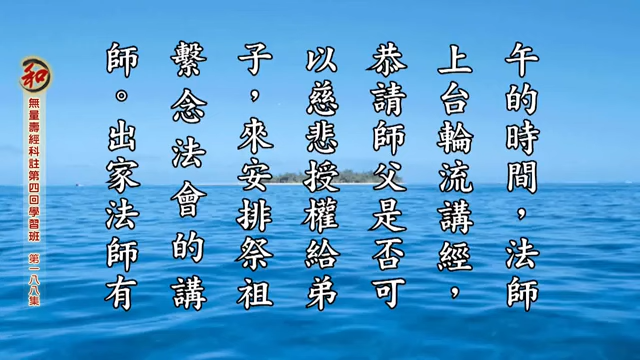 午的時間，法師
上台輪流講經，
恭請師父是否可
以慈悲授權給弟
子，來安排祭祖
繫念法會的講
師。出家法師有
和
無量壽經科註第四回學習班 第一八八集